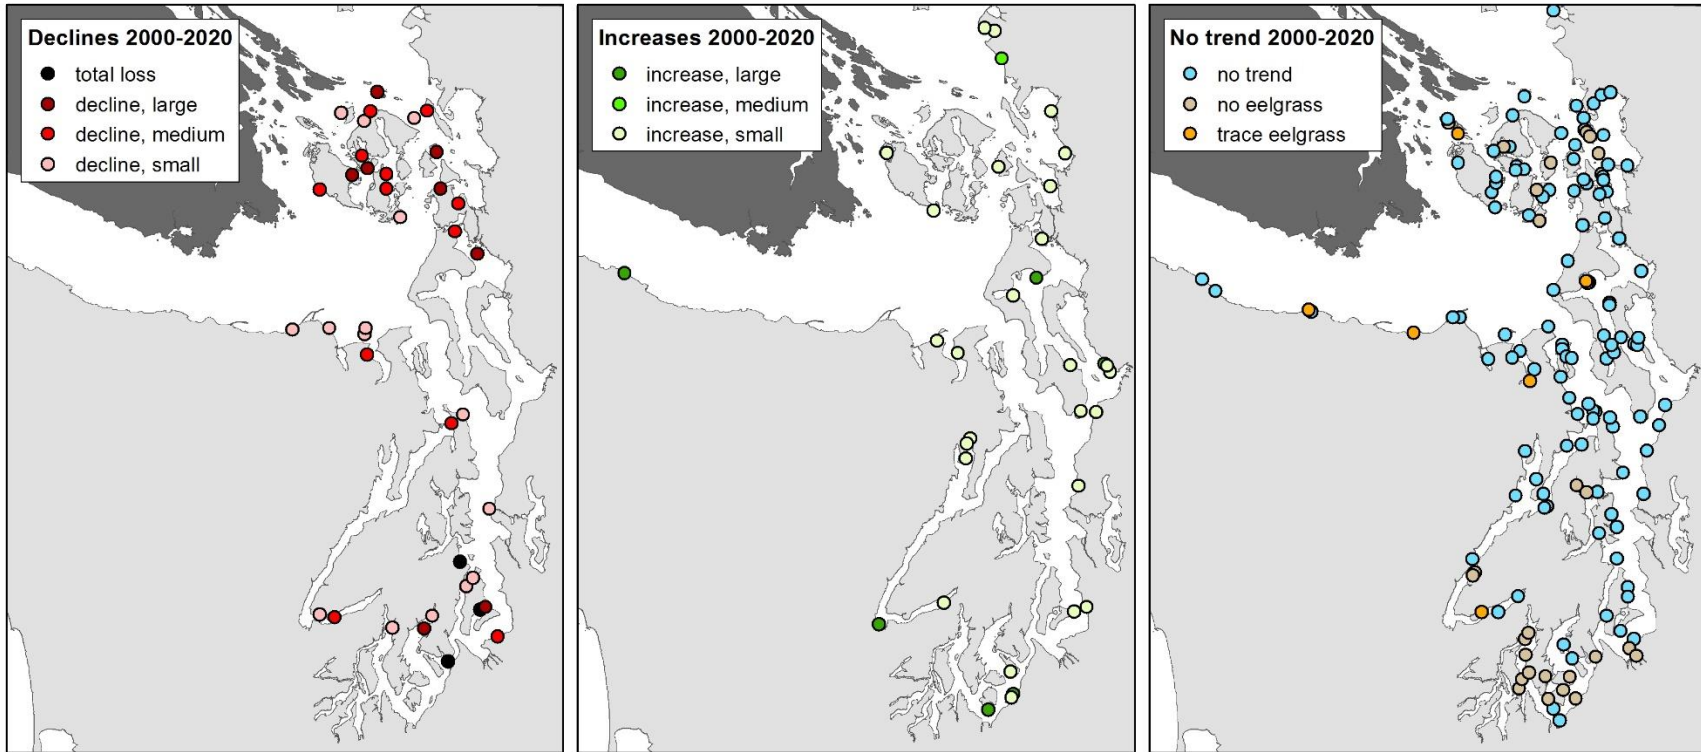 Declines 2000-2020
total loss
decline, large
decline, medium
decline, small
Increases 2000-2020
increase, large
increase, medium
increase, small
No trend 2000-2020
no trend
no eelgrass
trace eelgrass